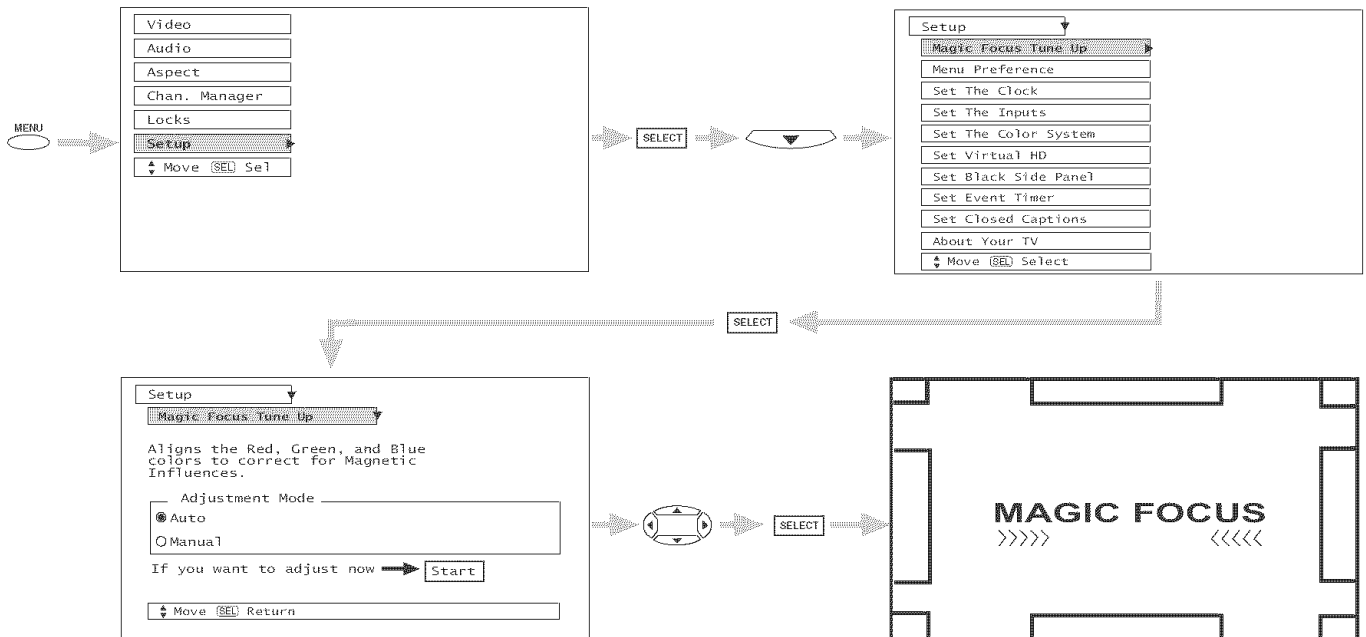 MENU
Video
Audio
Aspect
Chan. Manager
Locks
Setup
Move SEL Sel
SELECT
Setup
Magic Focus Tune Up
Menu Preference
Set The Clock
Set The Inputs
Set The Color System
Set Virtual HD
Set Black Side Panel
Set Event Timer
Set Closed Captions
About Your TV
Move SEL Select
SELECT
Setup
Magic Focus Tune Up
Aligns the Red, Green, and Blue
colors to correct for Magnetic
Influences.
Adjustment Mode
Auto
Manual
If you want to adjust now Start
Move SEL Return
SELECT
MAGIC FOCUS
>>>>> <<<<<